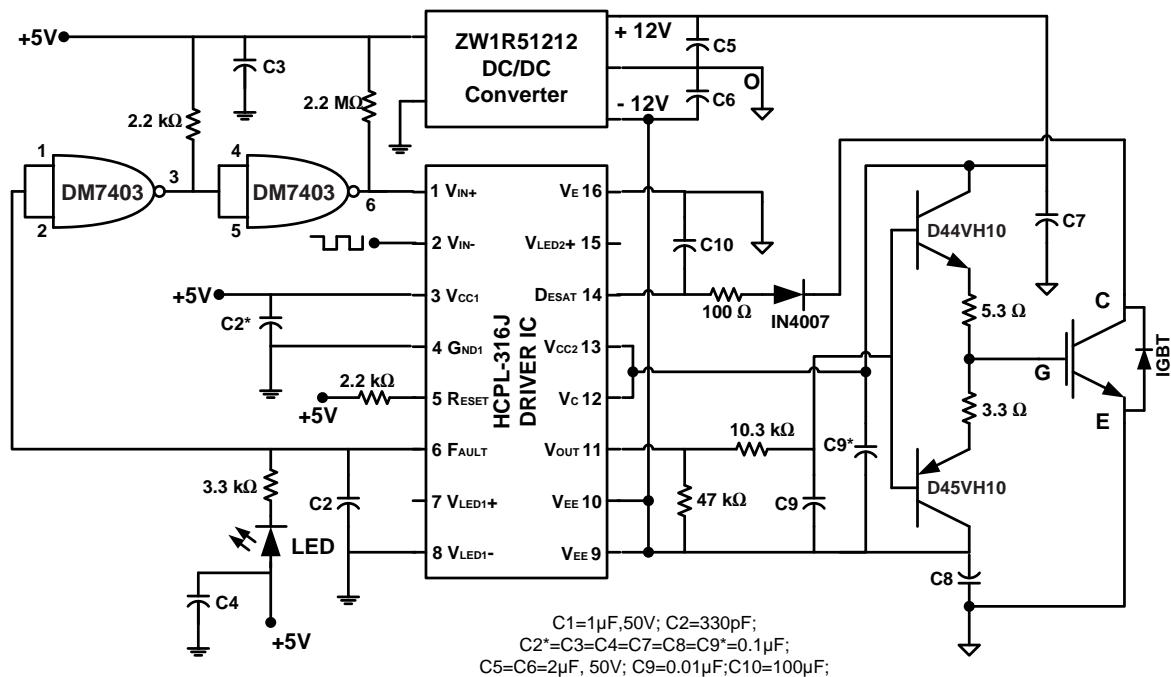 +5V
C3
2.2 kΩ
2.2 MΩ
ZW1R51212
DC/DC
Converter
+ 12V
- 12V
O
C5
C6
1
2
DM7403
3
4
5
DM7403
6
1 VIN+
2 VIN-
3 VCC1
4 GND1
5 RESET
6 FAULT
7 VLED1+
8 VLED1-
HCPL-316J
DRIVER IC
VE 16
VLED2+ 15
DESAT 14
VCC2 13
VC 12
VOUT 11
VEE 10
VEE 9
+5V
C2*
2.2 kΩ
+5V
3.3 kΩ
LED
C4
+5V
C2
C10
100 Ω
IN4007
10.3 kΩ
47 kΩ
C9
C9*
D44VH10
D45VH10
5.3 Ω
3.3 Ω
C7
C8
C
G
E
IGBT
C1=1µF,50V; C2=330pF;
C2*=C3=C4=C7=C8=C9*=0.1µF;
C5=C6=2µF, 50V; C9=0.01µF;C10=100µF;